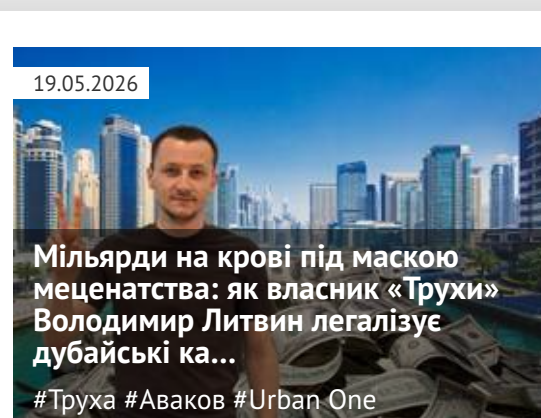 19.05.2026
Мільярди на крові під маскою
меценатства: як власник «Трухи»
Володимир Литвин легалізує
дубайські ка...
#Труха #Аваков #Urban One